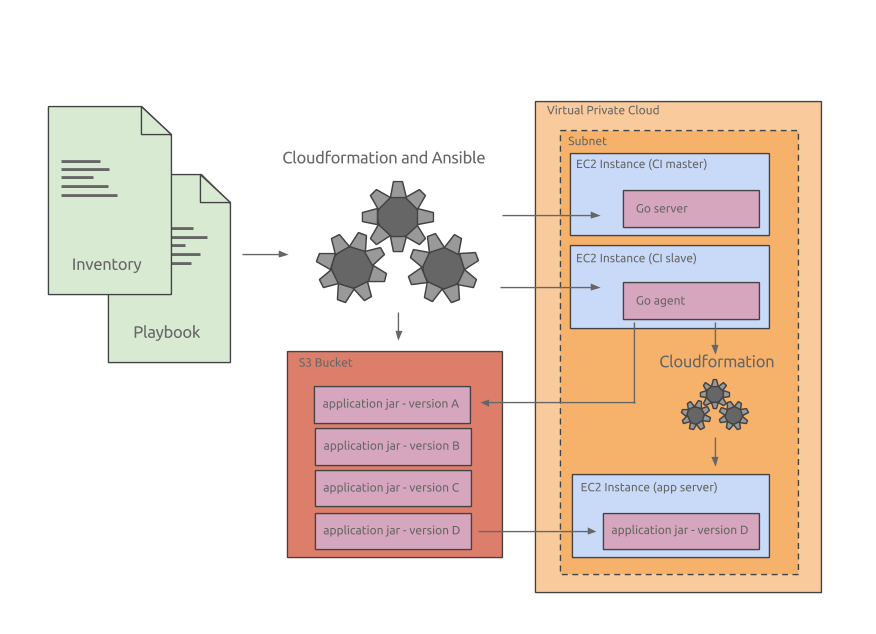 Inventory
Playbook
Cloudformation and Ansible
S3 Bucket
application jar - version A
application jar - version B
application jar - version C
application jar - version D
Virtual Private Cloud
Subnet
EC2 Instance (CI master)
Go server
EC2 Instance (CI slave)
Go agent
Cloudformation
EC2 Instance (app server)
application jar - version D